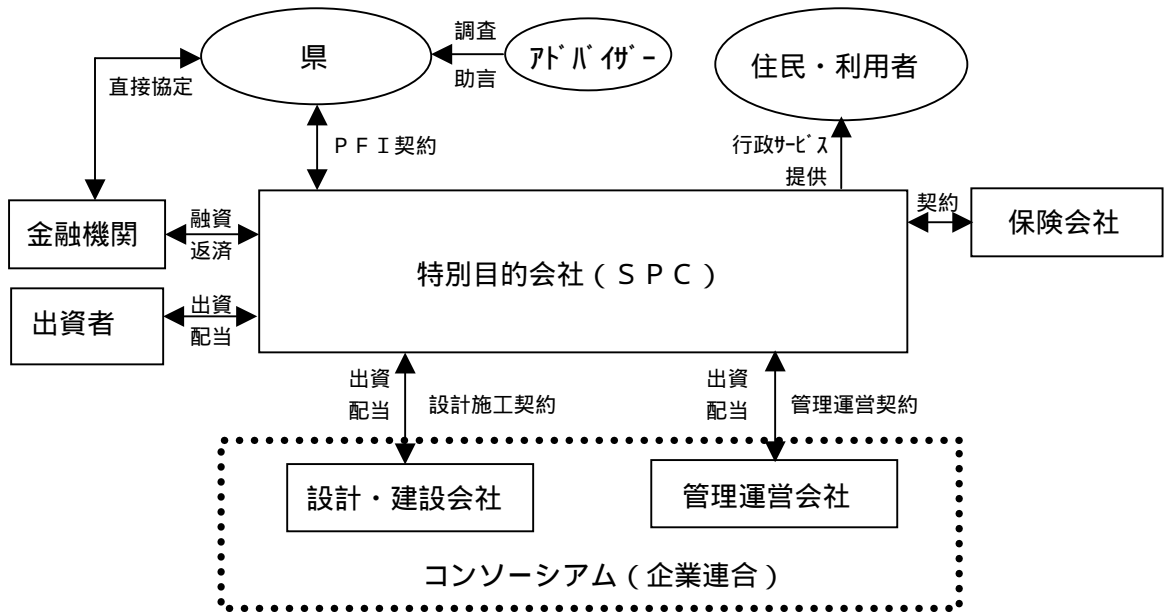 県
調査
助言
ｱﾄﾞﾊﾞｲｻﾞｰ
住民・利用者
直接協定
ＰＦＩ契約
行政ｻｰﾋﾞｽ
提供
金融機関
融資
返済
特別目的会社（ＳＰＣ）
契約
保険会社
出資者
出資
配当
出資
配当
設計施工契約
出資
配当
管理運営契約
設計・建設会社
管理運営会社
コンソーシアム（企業連合）